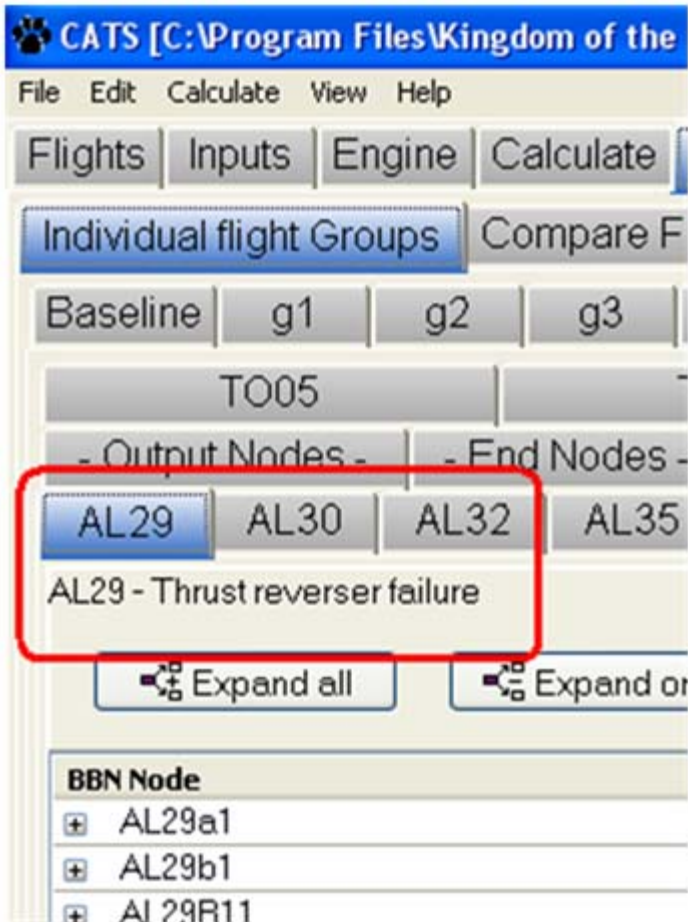 CATS [C:\Program Files\Kingdom of the
File Edit Calculate View Help
Flights Inputs Engine Calculate
Individual flight Groups Compare F
Baseline g1 g2 g3
TO05
- Output Nodes - - End Nodes -
AL29 AL30 AL32 AL35
AL29 - Thrust reverser failure
Expand all Expand or
BBN Node
AL29a1
AL29b1
AL29B11